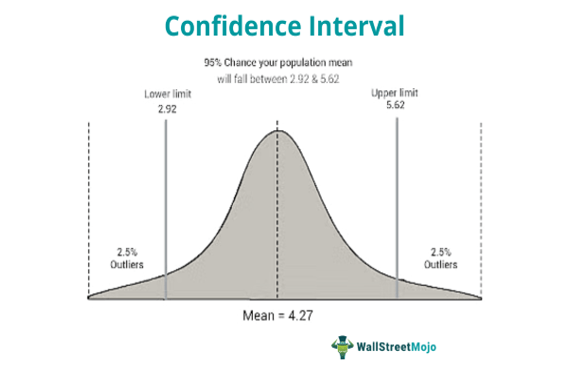 Confidence Interval
95% Chance your population mean
will fall between 2.92 & 5.62
Lower limit
2.92
Upper limit
5.62
2.5%
Outliers
2.5%
Outliers
Mean = 4.27
WallStreetMojo